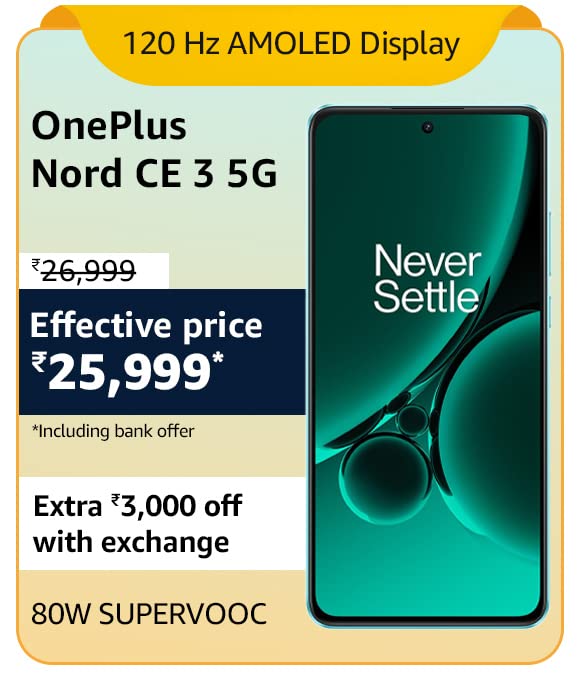 120 Hz AMOLED Display
OnePlus
Nord CE 3 5G
₹26,999
Effective price
₹25,999*
*Including bank offer
Extra ₹3,000 off
with exchange
80W SUPERVOOC
Never
Settle